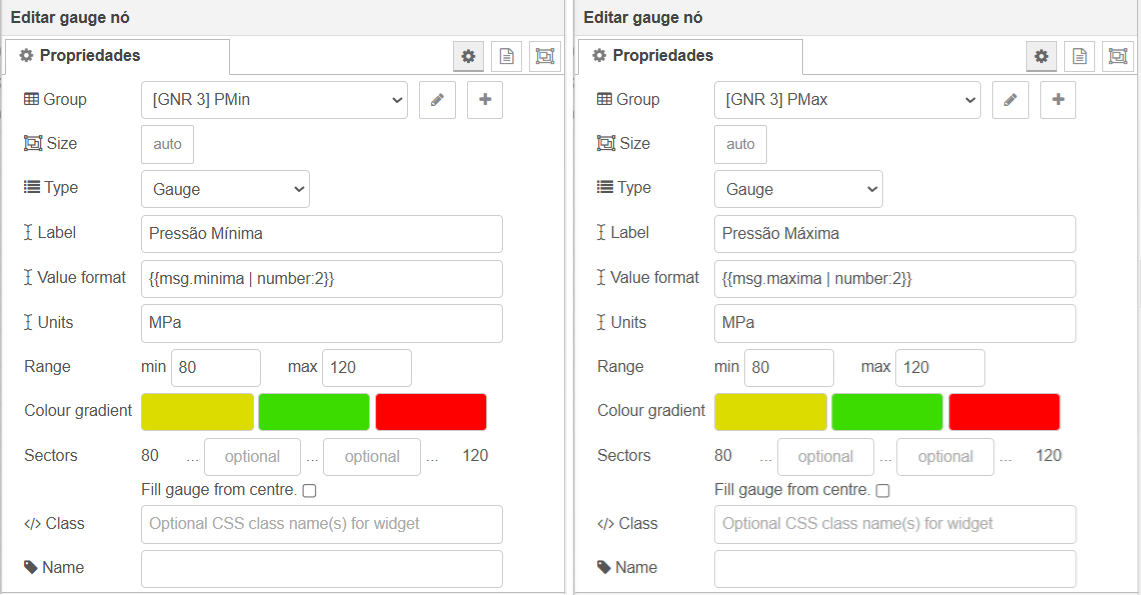 Editar gauge nó
Propriedades
Group [GNR 3] PMin
Size auto
Type Gauge
Label Pressão Mínima
Value format {{msg.minima | number:2}}
Units MPa
Range min 80 max 120
Colour gradient
Sectors 80 ... optional ... optional ... 120
Fill gauge from centre.
</> Class Optional CSS class name(s) for widget
Name
Editar gauge nó
Propriedades
Group [GNR 3] PMax
Size auto
Type Gauge
Label Pressão Máxima
Value format {{msg.maxima | number:2}}
Units MPa
Range min 80 max 120
Colour gradient
Sectors 80 ... optional ... optional ... 120
Fill gauge from centre.
</> Class Optional CSS class name(s) for widget
Name